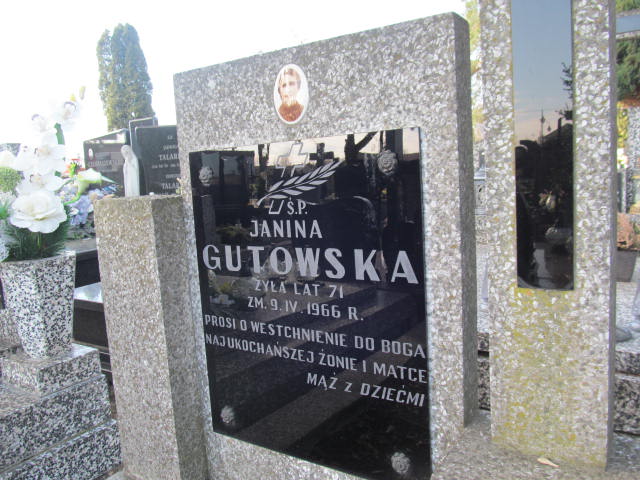 Ś.P.
JANINA
GUTOWSKA
ŻYŁA LAT 71
ZM. 9. IV. 1966 R.
PROSI O WESTCHNIENIE DO BOGA
NAJUKOCHAŃSZEJ ŻONIE I MATCE
MĄŻ z DZIEĆMI